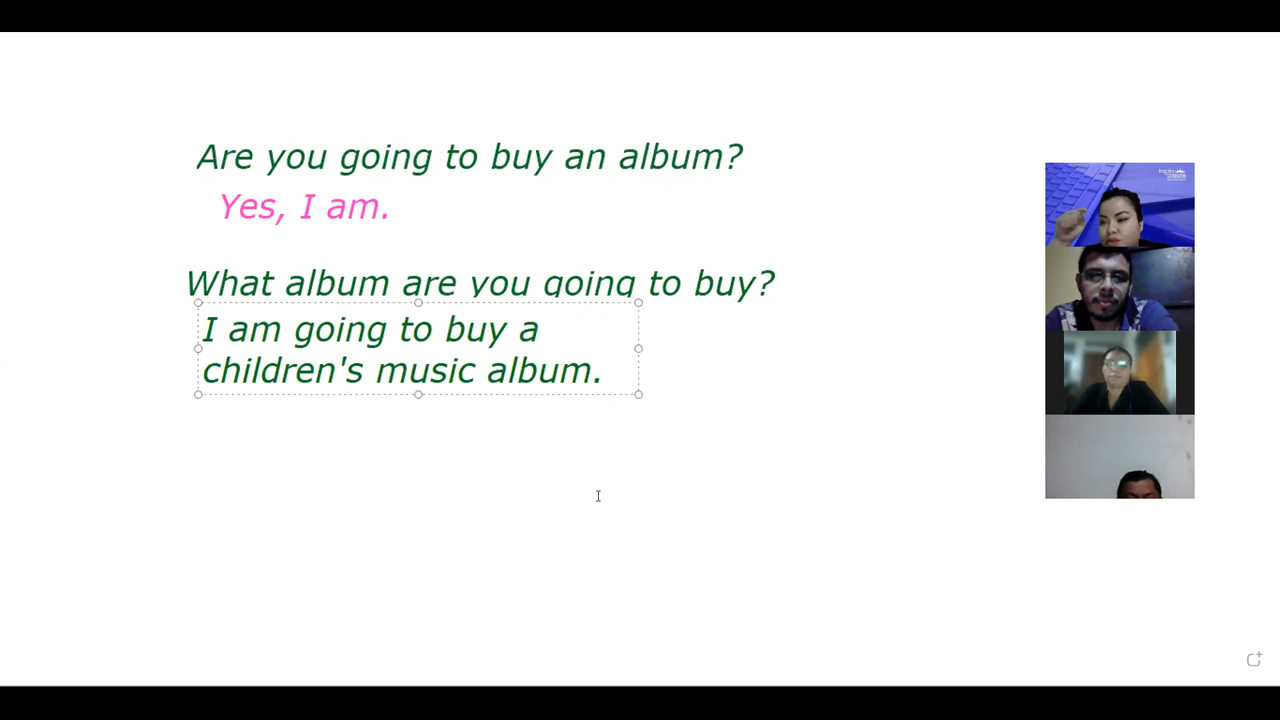 Are you going to buy an album?
Yes, I am.
What album are you going to buy?
I am going to buy a
children's music album.